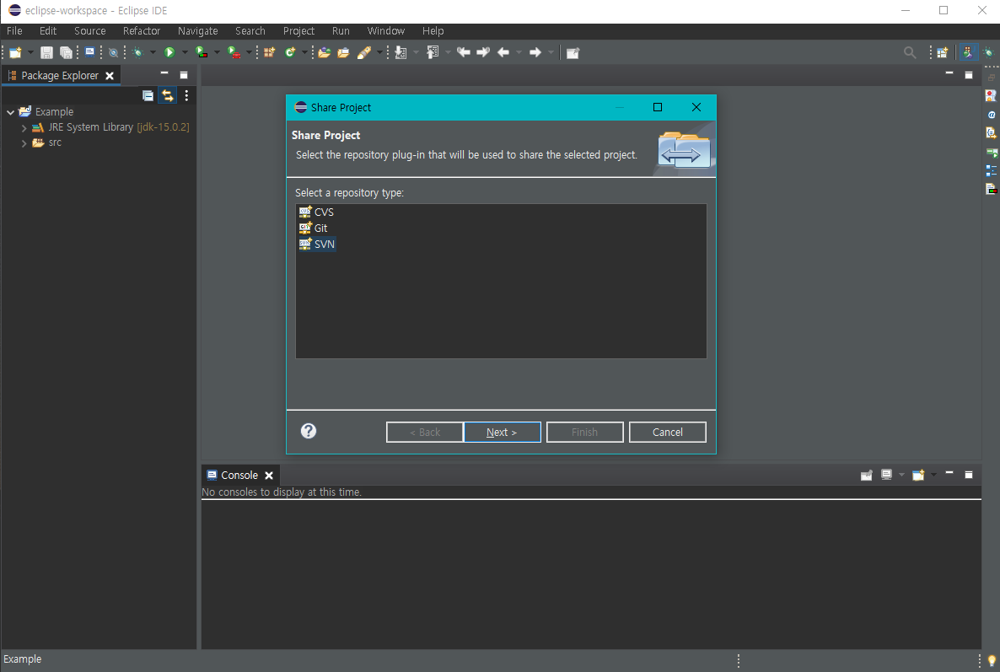 eclipse-workspace - Eclipse IDE
File Edit Source Refactor Navigate Search Project Run Window Help
Package Explorer
Example
JRE System Library [jdk-15.0.2]
src
Share Project
Share Project
Select the repository plug-in that will be used to share the selected project.
Select a repository type:
CVS
Git
SVN
< Back Next > Finish Cancel
Console
No consoles to display at this time.
Example